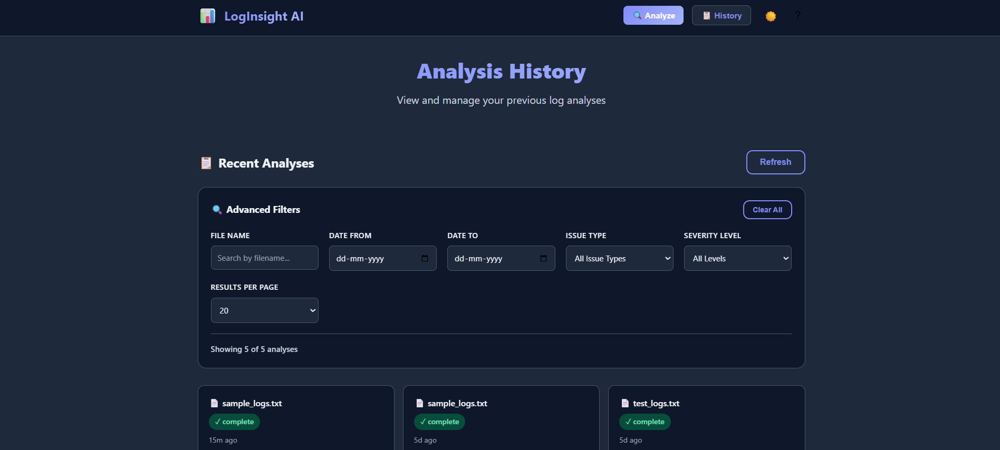 LogInsight AI
Analyze
History
?
Analysis History
View and manage your previous log analyses
Recent Analyses
Refresh
Advanced Filters
Clear All
FILE NAME
DATE FROM
DATE TO
ISSUE TYPE
SEVERITY LEVEL
Search by filename...
dd-mm-yyyy
dd-mm-yyyy
All Issue Types
All Levels
RESULTS PER PAGE
20
Showing 5 of 5 analyses
sample_logs.txt
✓ complete
15m ago
sample_logs.txt
✓ complete
5d ago
test_logs.txt
✓ complete
5d ago